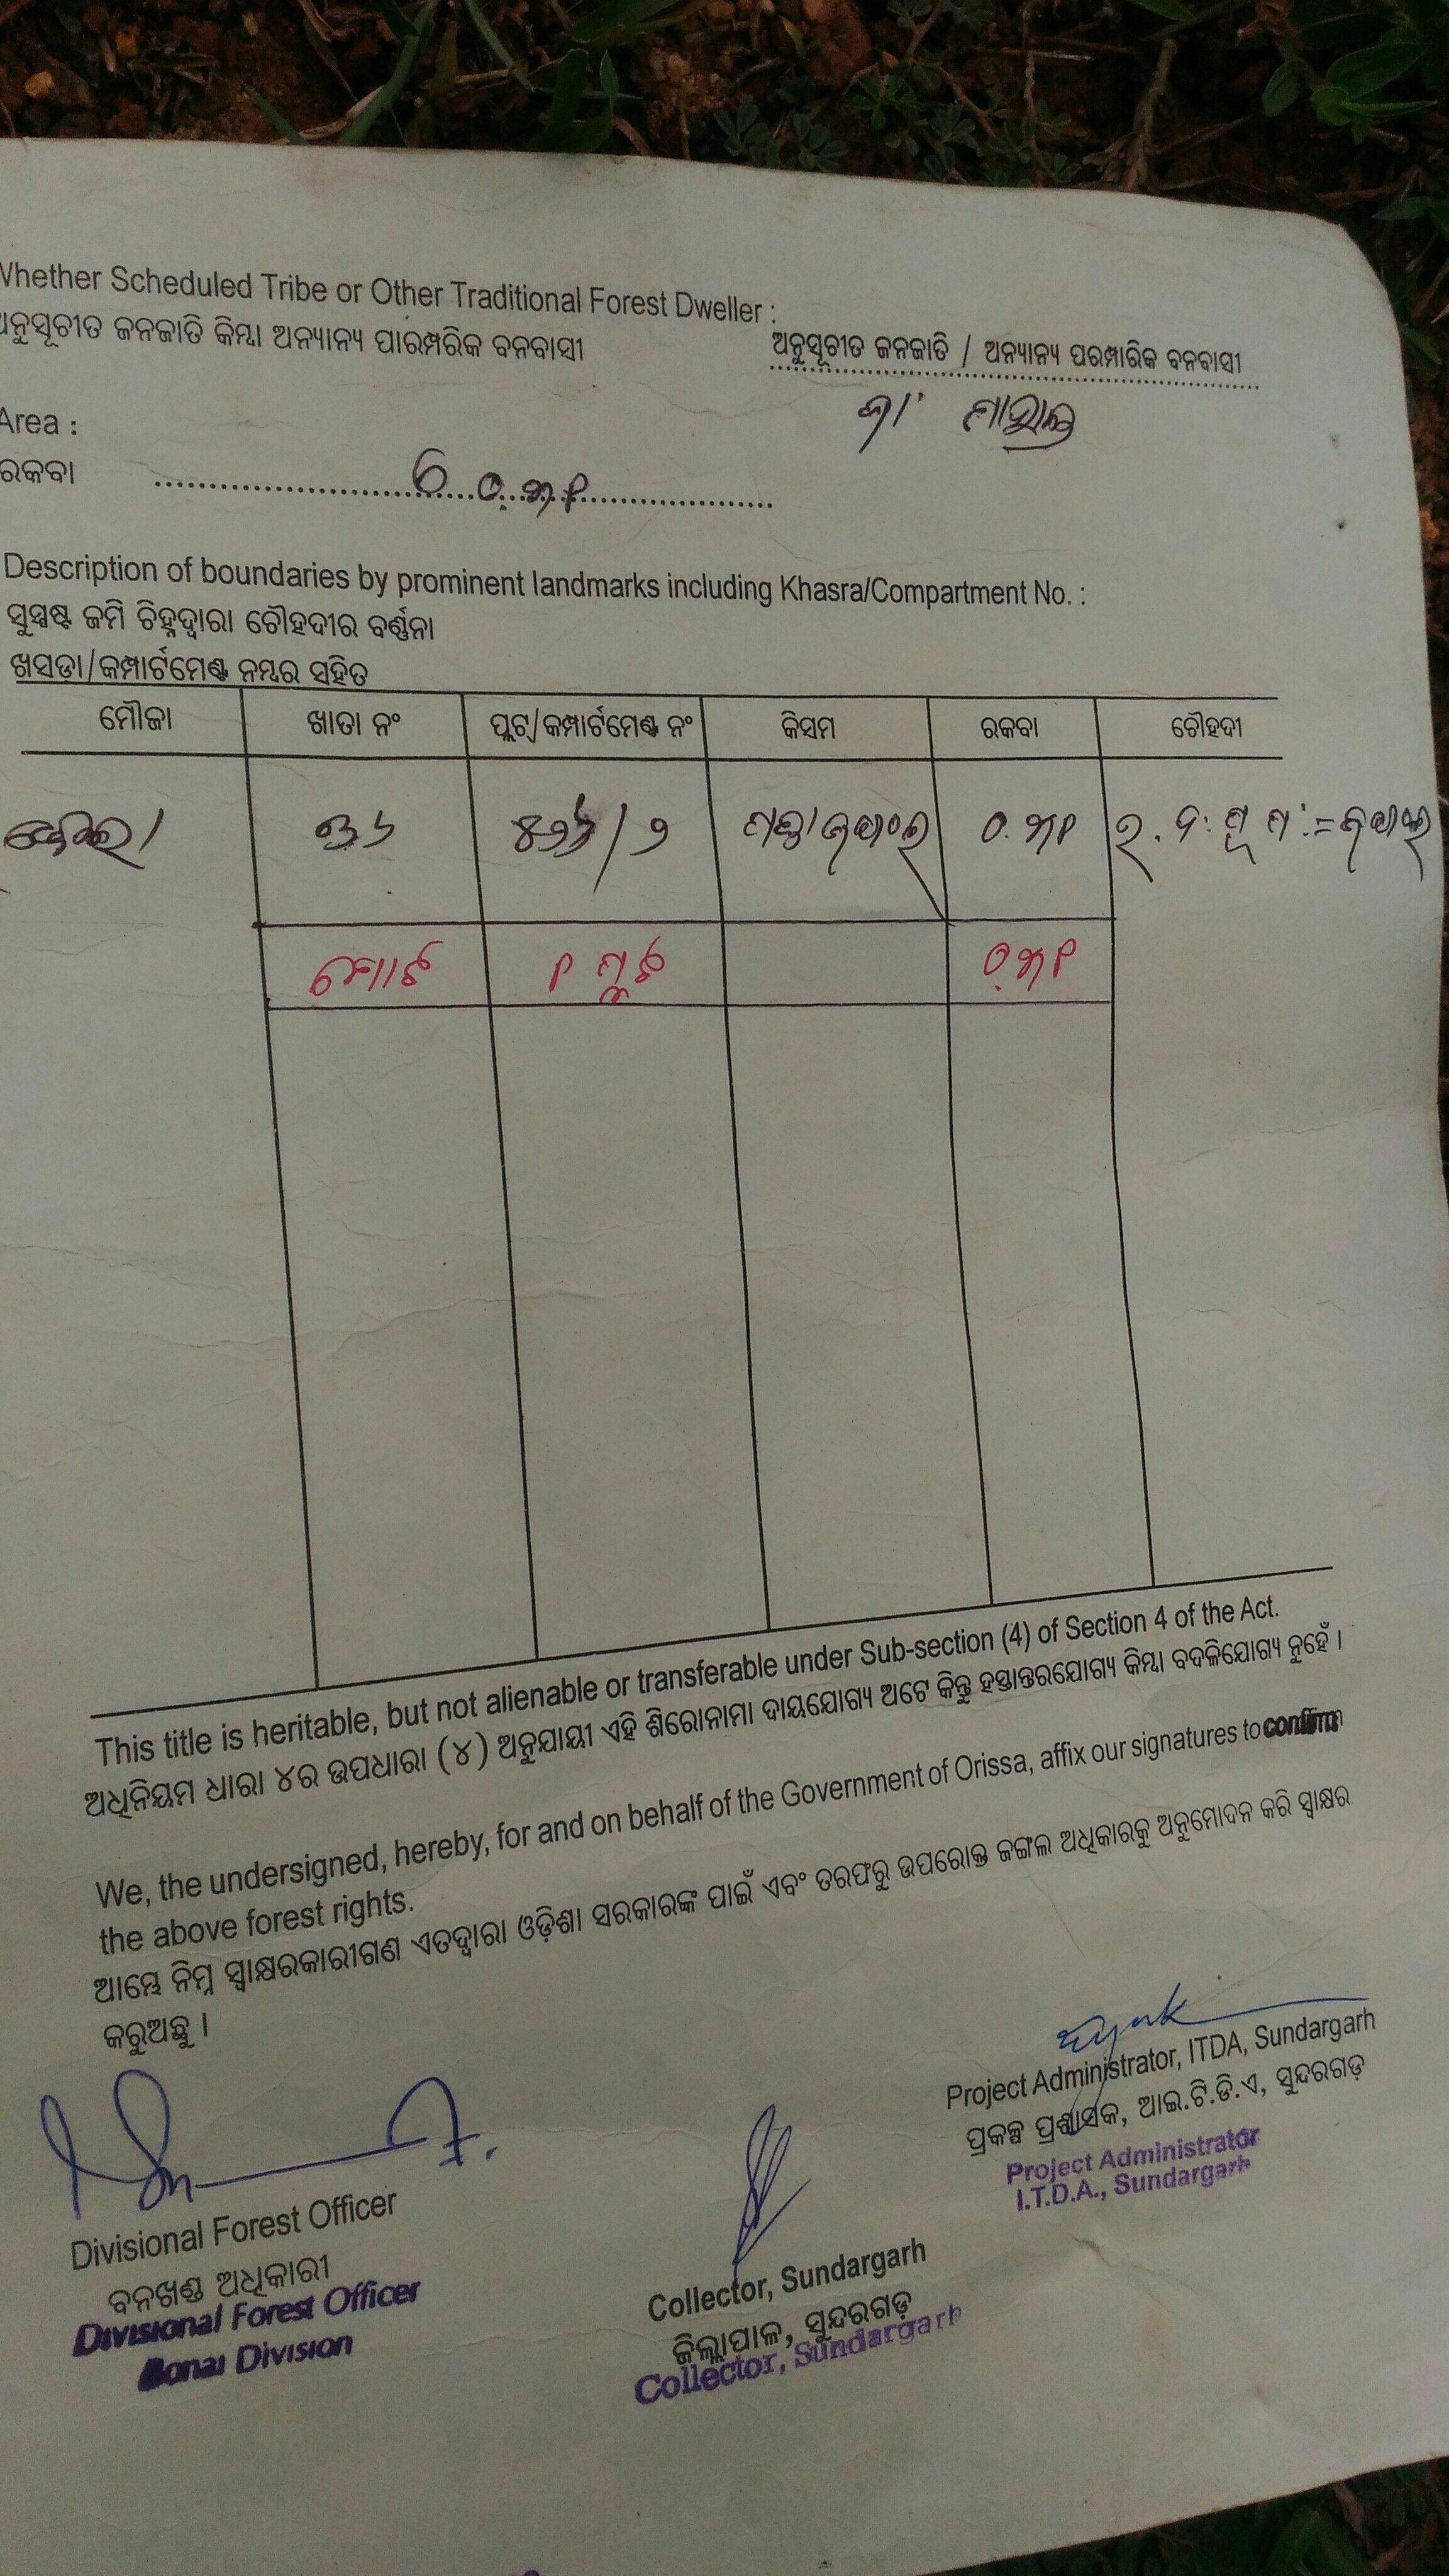 Whether Scheduled Tribe or Other Traditional Forest Dweller :
ଅନୁସୂଚୀତ ଜନଜାତି କିମ୍ବା ଅନ୍ୟାନ୍ୟ ପାରମ୍ପରିକ ବନବାସୀ
ଅନୁସୂଚୀତ ଜନଜାତି / ଅନ୍ୟାନ୍ୟ ପରମ୍ପାରିକ ବନବାସୀ
Area :
ରକବା
Description of boundaries by prominent landmarks including Khasra/Compartment No. :
ସୁସ୍ପଷ୍ଟ ଜମି ଚିହ୍ନଦ୍ୱାରା ଚୌହଦୀର ବର୍ଣ୍ଣନା
ଖସଡ଼ା/କମ୍ପାର୍ଟମେଣ୍ଟ ନମ୍ବର ସହିତ
ମୌଜା ଖାତା ନଂ ପ୍ଲଟ୍/କମ୍ପାର୍ଟମେଣ୍ଟ ନଂ କିସମ ରକବା ଚୌହଦୀ
ମୋଟ ୧ ପ୍ଲଟ
This title is heritable, but not alienable or transferable under Sub-section (4) of Section 4 of the Act.
ଅଧିନିୟମ ଧାରା ୪ର ଉପଧାରା (୪) ଅନୁଯାୟୀ ଏହି ଶିରୋନାମା ଦାୟଯୋଗ୍ୟ ଅଟେ କିନ୍ତୁ ହସ୍ତାନ୍ତରଯୋଗ୍ୟ କିମ୍ବା ବଦଳିଯୋଗ୍ୟ ନୁହେଁ ।
We, the undersigned, hereby, for and on behalf of the Government of Orissa, affix our signatures to confirm
the above forest rights.
ଆମ୍ଭେ ନିମ୍ନ ସ୍ୱାକ୍ଷରକାରୀଗଣ ଏତଦ୍ୱାରା ଓଡ଼ିଶା ସରକାରଙ୍କ ପାଇଁ ଏବଂ ତରଫରୁ ଉପରୋକ୍ତ ଜଙ୍ଗଲ ଅଧିକାରକୁ ଅନୁମୋଦନ କରି ସ୍ୱାକ୍ଷର
କରୁଅଛୁ ।
Project Administrator, ITDA, Sundargarh
ପ୍ରକଳ୍ପ ପ୍ରଶାସକ, ଆଇ.ଟି.ଡି.ଏ, ସୁନ୍ଦରଗଡ଼
Project Administrator
I.T.D.A., Sundargarh
Divisional Forest Officer
ବନଖଣ୍ଡ ଅଧିକାରୀ
Divisional Forest Officer
Bonai Division
Collector, Sundargarh
ଜିଲ୍ଲାପାଳ, ସୁନ୍ଦରଗଡ଼
Collector, Sundargarh